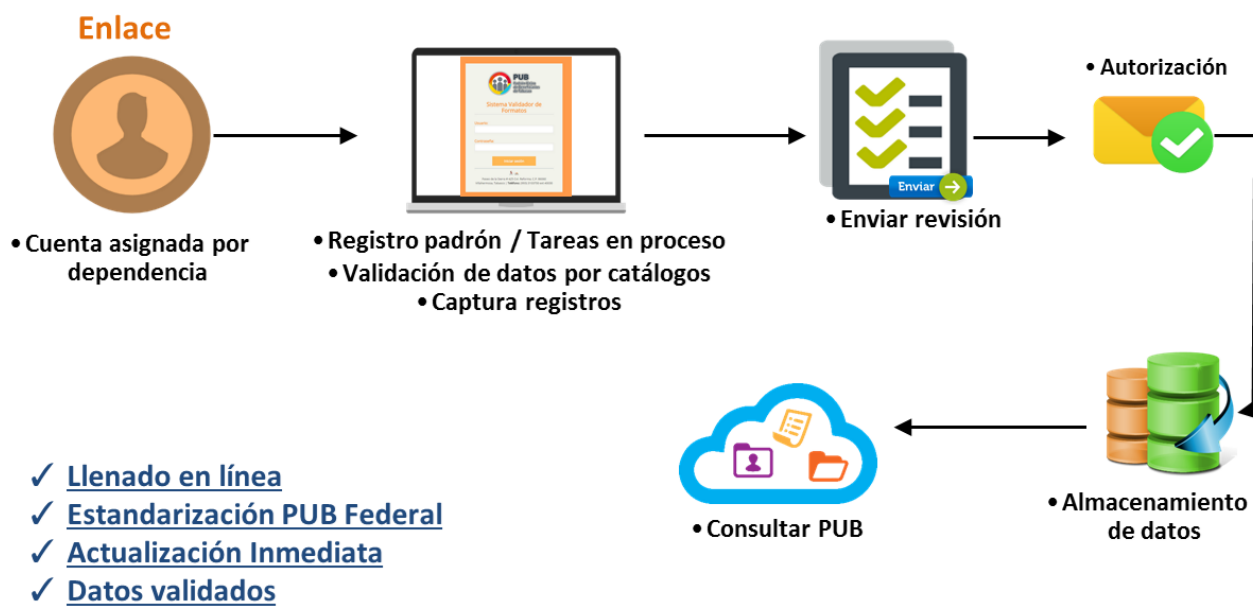 Enlace
• Cuenta asignada por
dependencia
PUB
Sistema Validador de
Formatos
• Registro padrón / Tareas en proceso
• Validación de datos por catálogos
• Captura registros
Enviar
• Enviar revisión
• Autorización
• Almacenamiento
de datos
• Consultar PUB
✓ Llenado en línea
✓ Estandarización PUB Federal
✓ Actualización Inmediata
✓ Datos validados